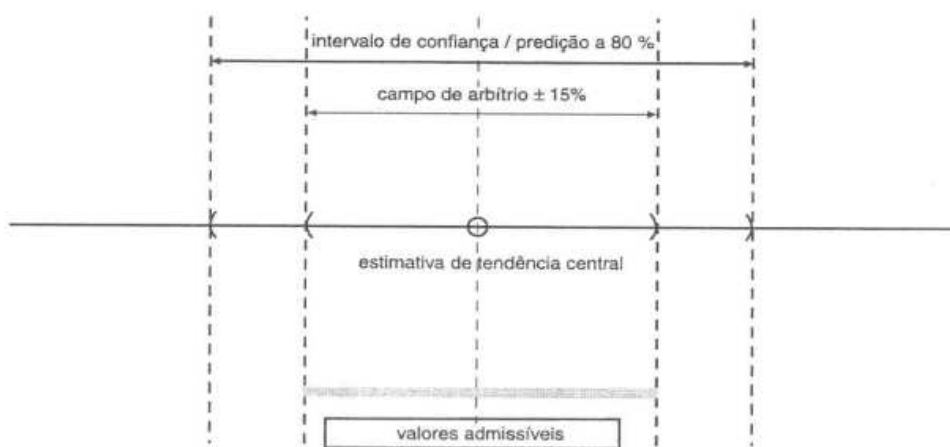 intervalo de confiança / predição a 80 %
campo de arbítrio ± 15%
estimativa de tendência central
valores admissíveis